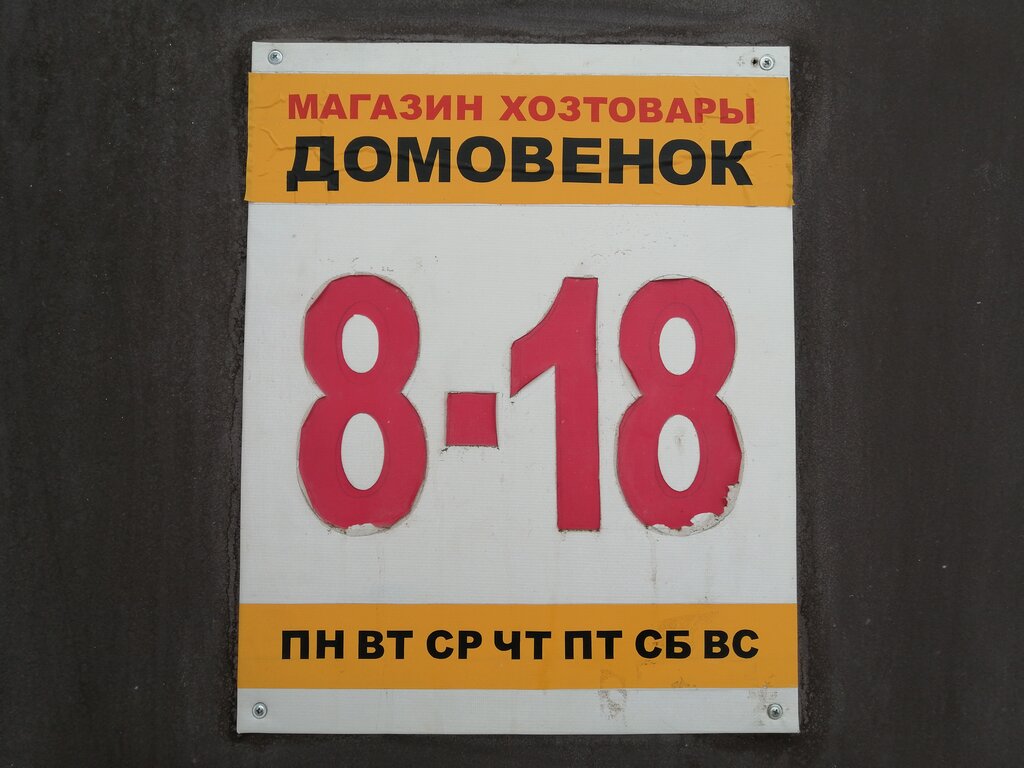 МАГАЗИН ХОЗТОВАРЫ
ДОМОВЕНОК
8-18
ПН ВТ СР ЧТ ПТ СБ ВС